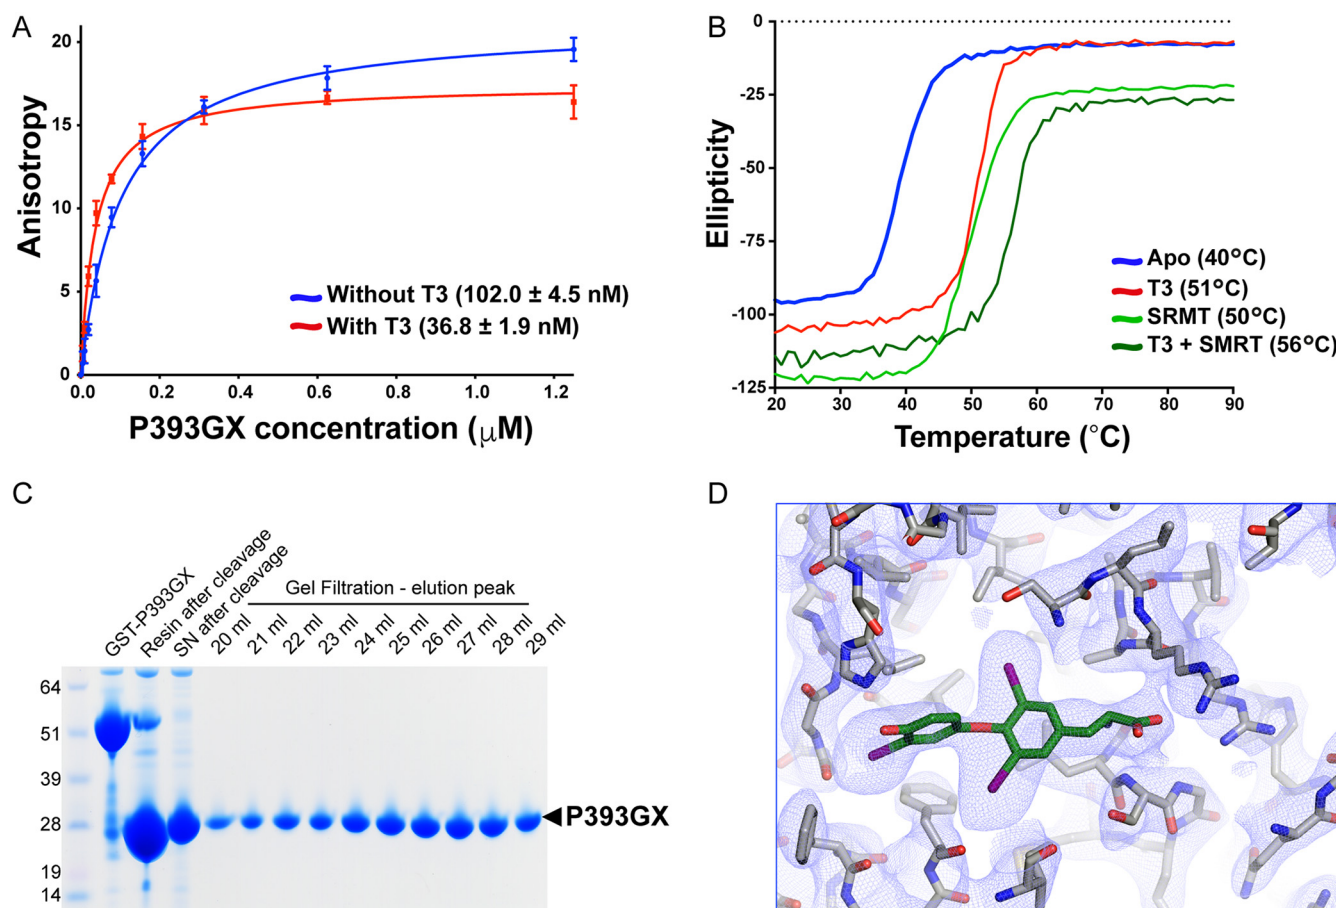 A
Anisotropy
20
15
10
5
0
0.0
0.2
0.4
0.6
0.8
1.0
1.2
P393GX concentration (μM)
Without T3 (102.0 ± 4.5 nM)
With T3 (36.8 ± 1.9 nM)
B
Ellipticity
0
-25
-50
-75
-100
-125
20
30
40
50
60
70
80
90
Temperature (°C)
Apo (40°C)
T3 (51°C)
SRMT (50°C)
T3 + SMRT (56°C)
C
GST-P393GX
Resin after cleavage
SN after cleavage
Gel Filtration - elution peak
20 ml
21 ml
22 ml
23 ml
24 ml
25 ml
26 ml
27 ml
28 ml
29 ml
64
51
39
28
19
14
P393GX
D